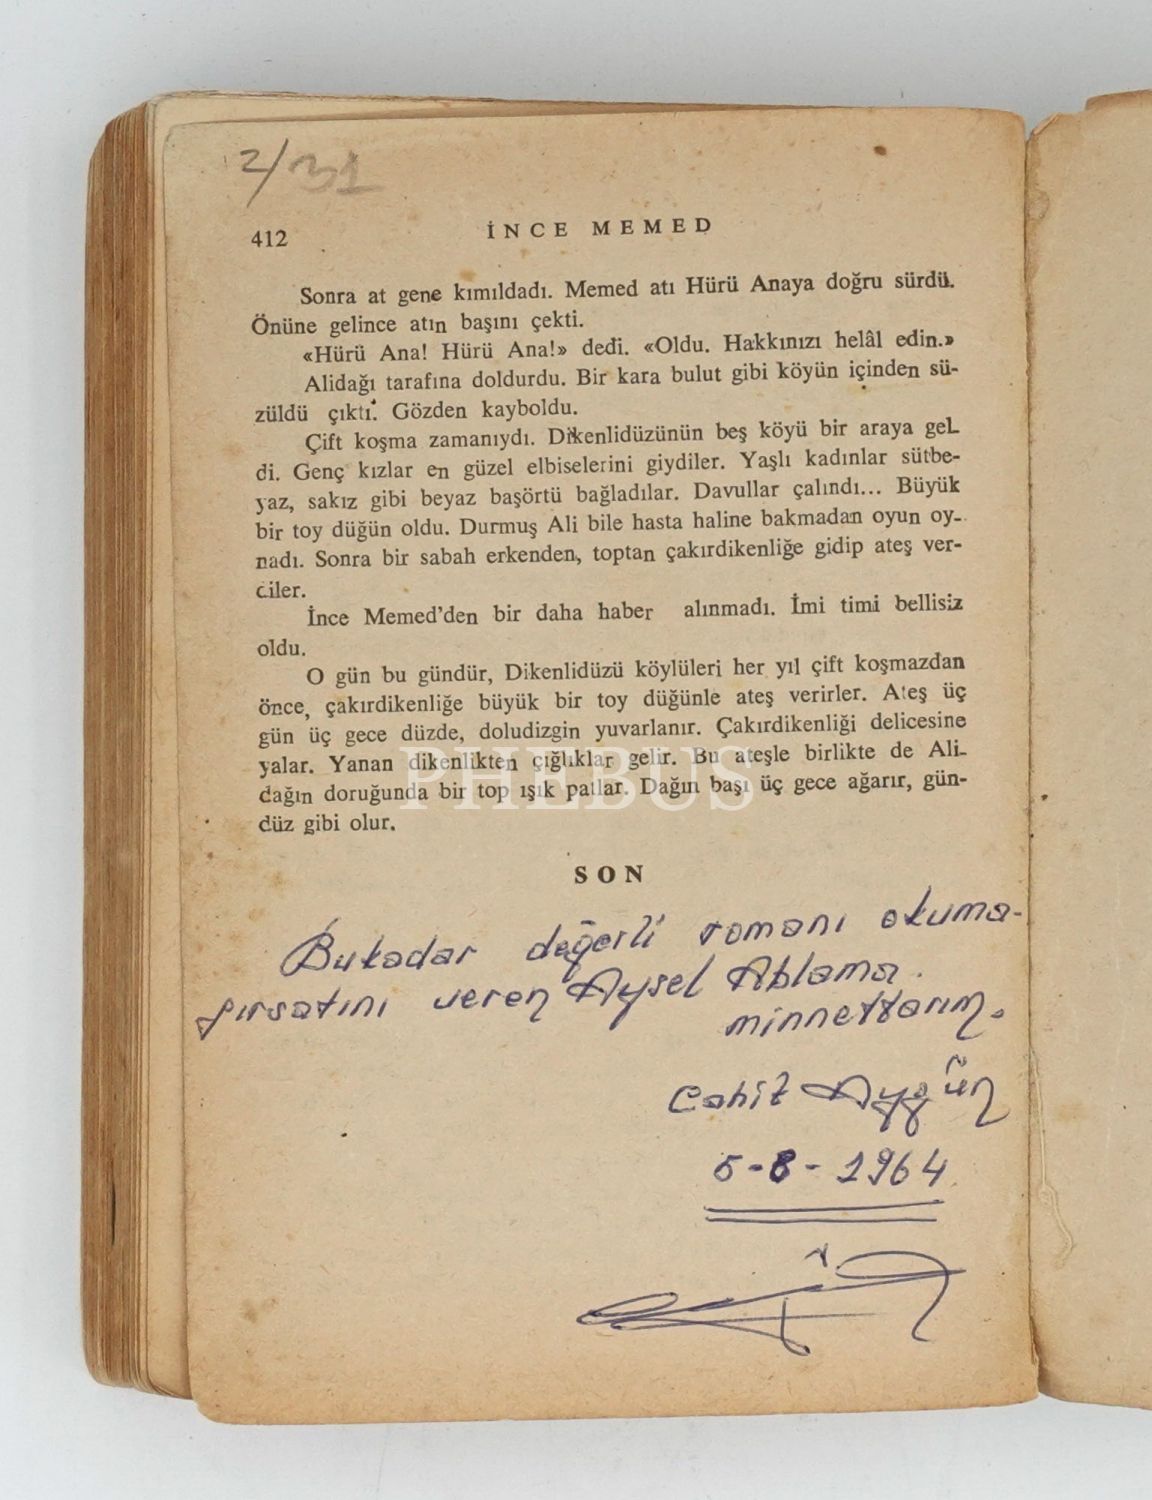 2/31
412
İNCE MEMED
Sonra at gene kımıldadı. Memed atı Hürü Anaya doğru sürdü.
Önüne gelince atın başını çekti.
«Hürü Ana! Hürü Ana!» dedi. «Oldu. Hakkınızı helâl edin.»
Alidağı tarafına doldurdu. Bir kara bulut gibi köyün içinden sü-
züldü çıktı. Gözden kayboldu.
Çift koşma zamanıydı. Dikenlidüzünün beş köyü bir araya gel-
di. Genç kızlar en güzel elbiselerini giydiler. Yaşlı kadınlar sütbe-
yaz, sakız gibi beyaz başörtü bağladılar. Davullar çalındı... Büyük
bir toy düğün oldu. Durmuş Ali bile hasta haline bakmadan oyun oy-
nadı. Sonra bir sabah erkenden, toptan çakırdikenliğe gidip ateş ver-
diler.
İnce Memed'den bir daha haber alınmadı. İmi timi bellisiz
oldu.
O gün bu gündür, Dikenlidüzü köylüleri her yıl çift koşmazdan
önce, çakırdikenliğe büyük bir toy düğünle ateş verirler. Ateş üç
gün üç gece düzde, doludizgin yuvarlanır. Çakırdikenliği delicesine
yalar. Yanan dikenlikten çığlıklar gelir. Bu ateşle birlikte de Ali-
dağın doruğunda bir top ışık patlar. Dağın başı üç gece ağarır, gün-
düz gibi olur.
PHEBUS
SON
Bukadar değerli romanı okuma-
fırsatını veren Aysel Ablama
minnettarım.
Cahit Aygün
5-8-1964